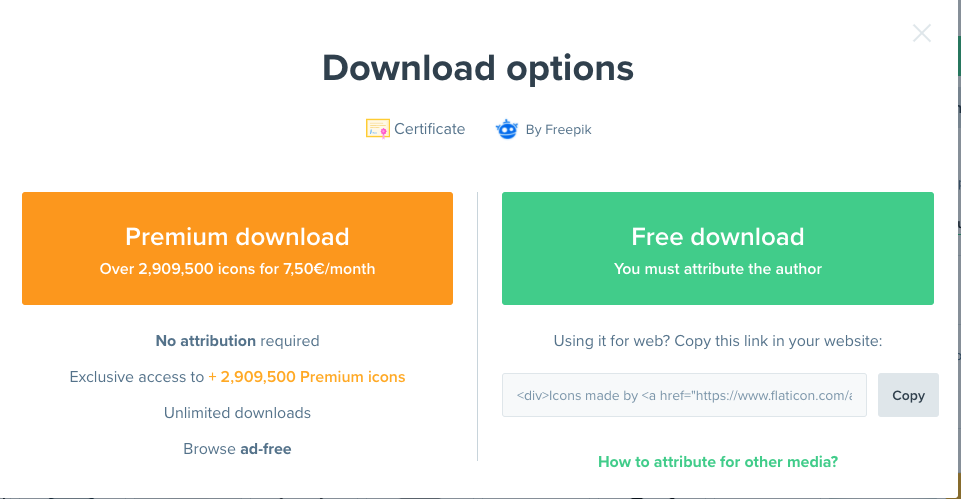 Download options
Certificate
By Freepik
Premium download
Over 2,909,500 icons for 7,50€/month
No attribution required
Exclusive access to + 2,909,500 Premium icons
Unlimited downloads
Browse ad-free
Free download
You must attribute the author
Using it for web? Copy this link in your website:
<div>Icons made by <a href="https://www.flaticon.com/a
Copy
How to attribute for other media?